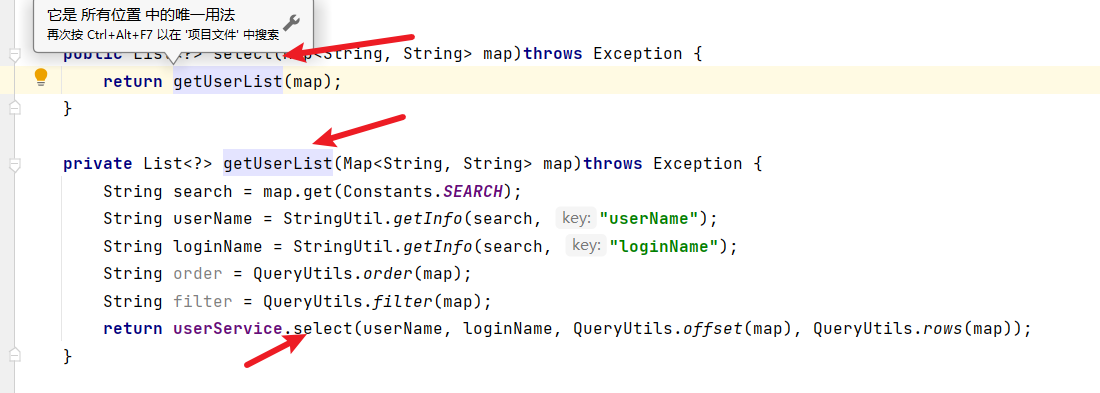 它是 所有位置 中的唯一用法
再次按 Ctrl+Alt+F7 以在 '项目文件' 中搜索
public List<?> select(Map<String, String> map)throws Exception {
return getUserList(map);
}
private List<?> getUserList(Map<String, String> map)throws Exception {
String search = map.get(Constants.SEARCH);
String userName = StringUtil.getInfo(search, key: "userName");
String loginName = StringUtil.getInfo(search, key: "loginName");
String order = QueryUtils.order(map);
String filter = QueryUtils.filter(map);
return userService.select(userName, loginName, QueryUtils.offset(map), QueryUtils.rows(map));
}